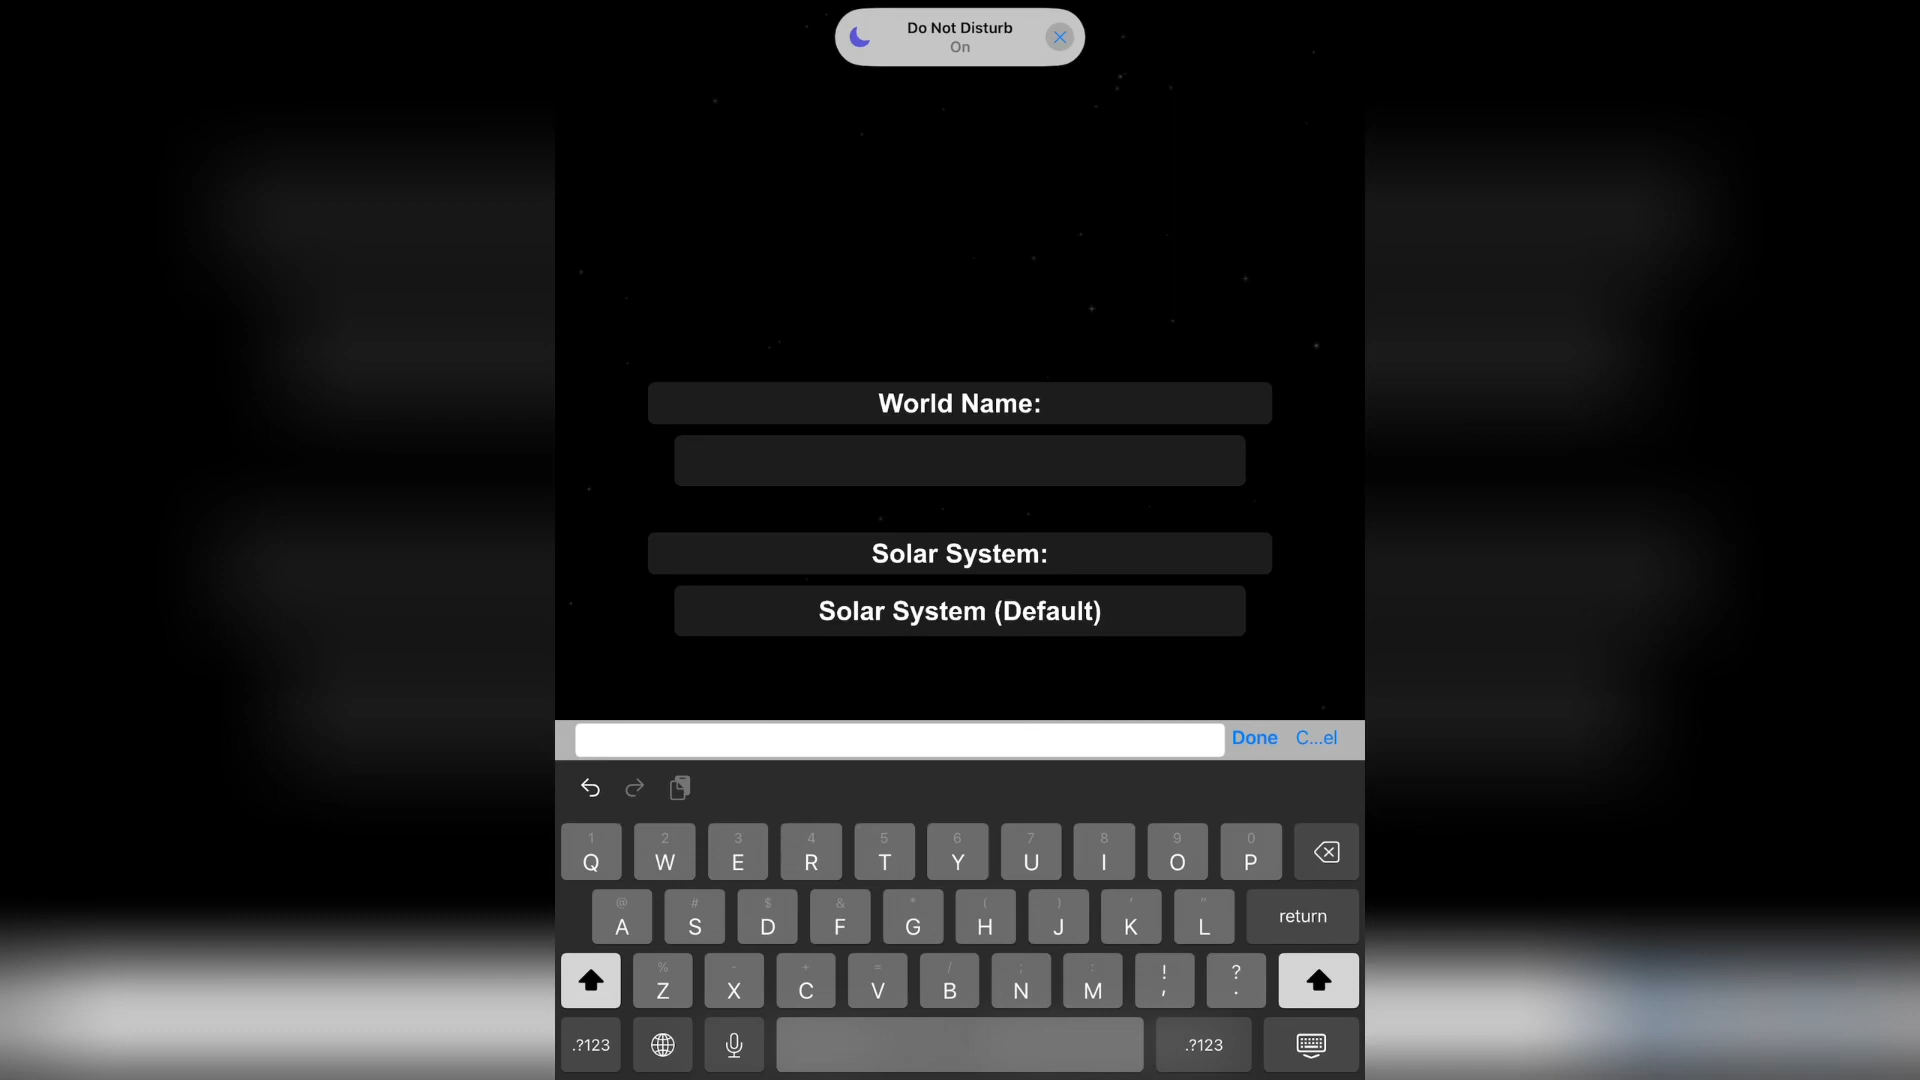 Do Not Disturb
On
World Name:
Solar System:
Solar System (Default)
Done C...el
1 2 3 4 5 6 7 8 9 0
Q W E R T Y U I O P
@ # $ & * ( ) ' "
A S D F G H J K L return
% - + = / ; : ! ?
Z X C V B N M , .
.?123 .?123